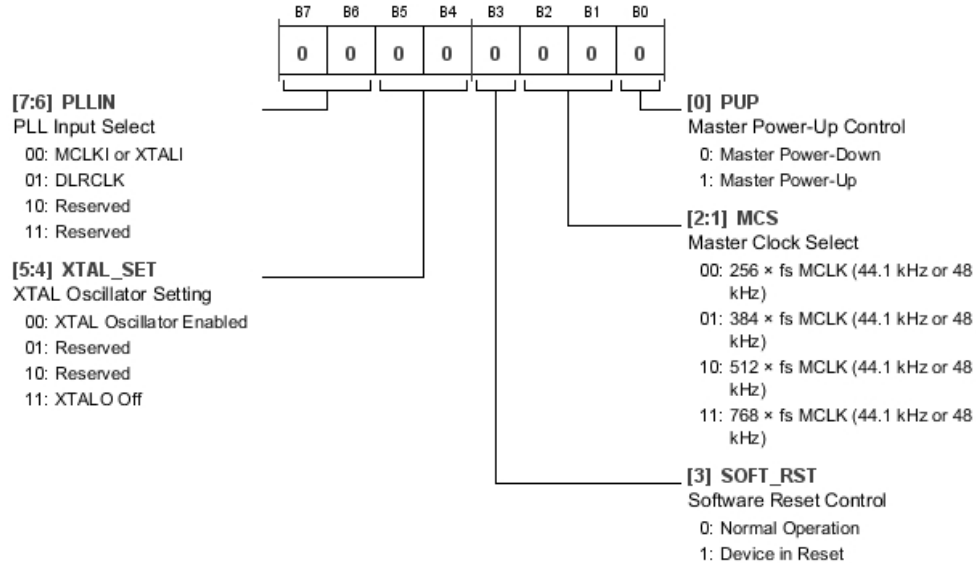 B7 B6 B5 B4 B3 B2 B1 B0
0 0 0 0 0 0 0 0
[7:6] PLLIN
PLL Input Select
00: MCLKI or XTALI
01: DLRCLK
10: Reserved
11: Reserved
[5:4] XTAL_SET
XTAL Oscillator Setting
00: XTAL Oscillator Enabled
01: Reserved
10: Reserved
11: XTALO Off
[0] PUP
Master Power-Up Control
0: Master Power-Down
1: Master Power-Up
[2:1] MCS
Master Clock Select
00: 256 × fs MCLK (44.1 kHz or 48
kHz)
01: 384 × fs MCLK (44.1 kHz or 48
kHz)
10: 512 × fs MCLK (44.1 kHz or 48
kHz)
11: 768 × fs MCLK (44.1 kHz or 48
kHz)
[3] SOFT_RST
Software Reset Control
0: Normal Operation
1: Device in Reset